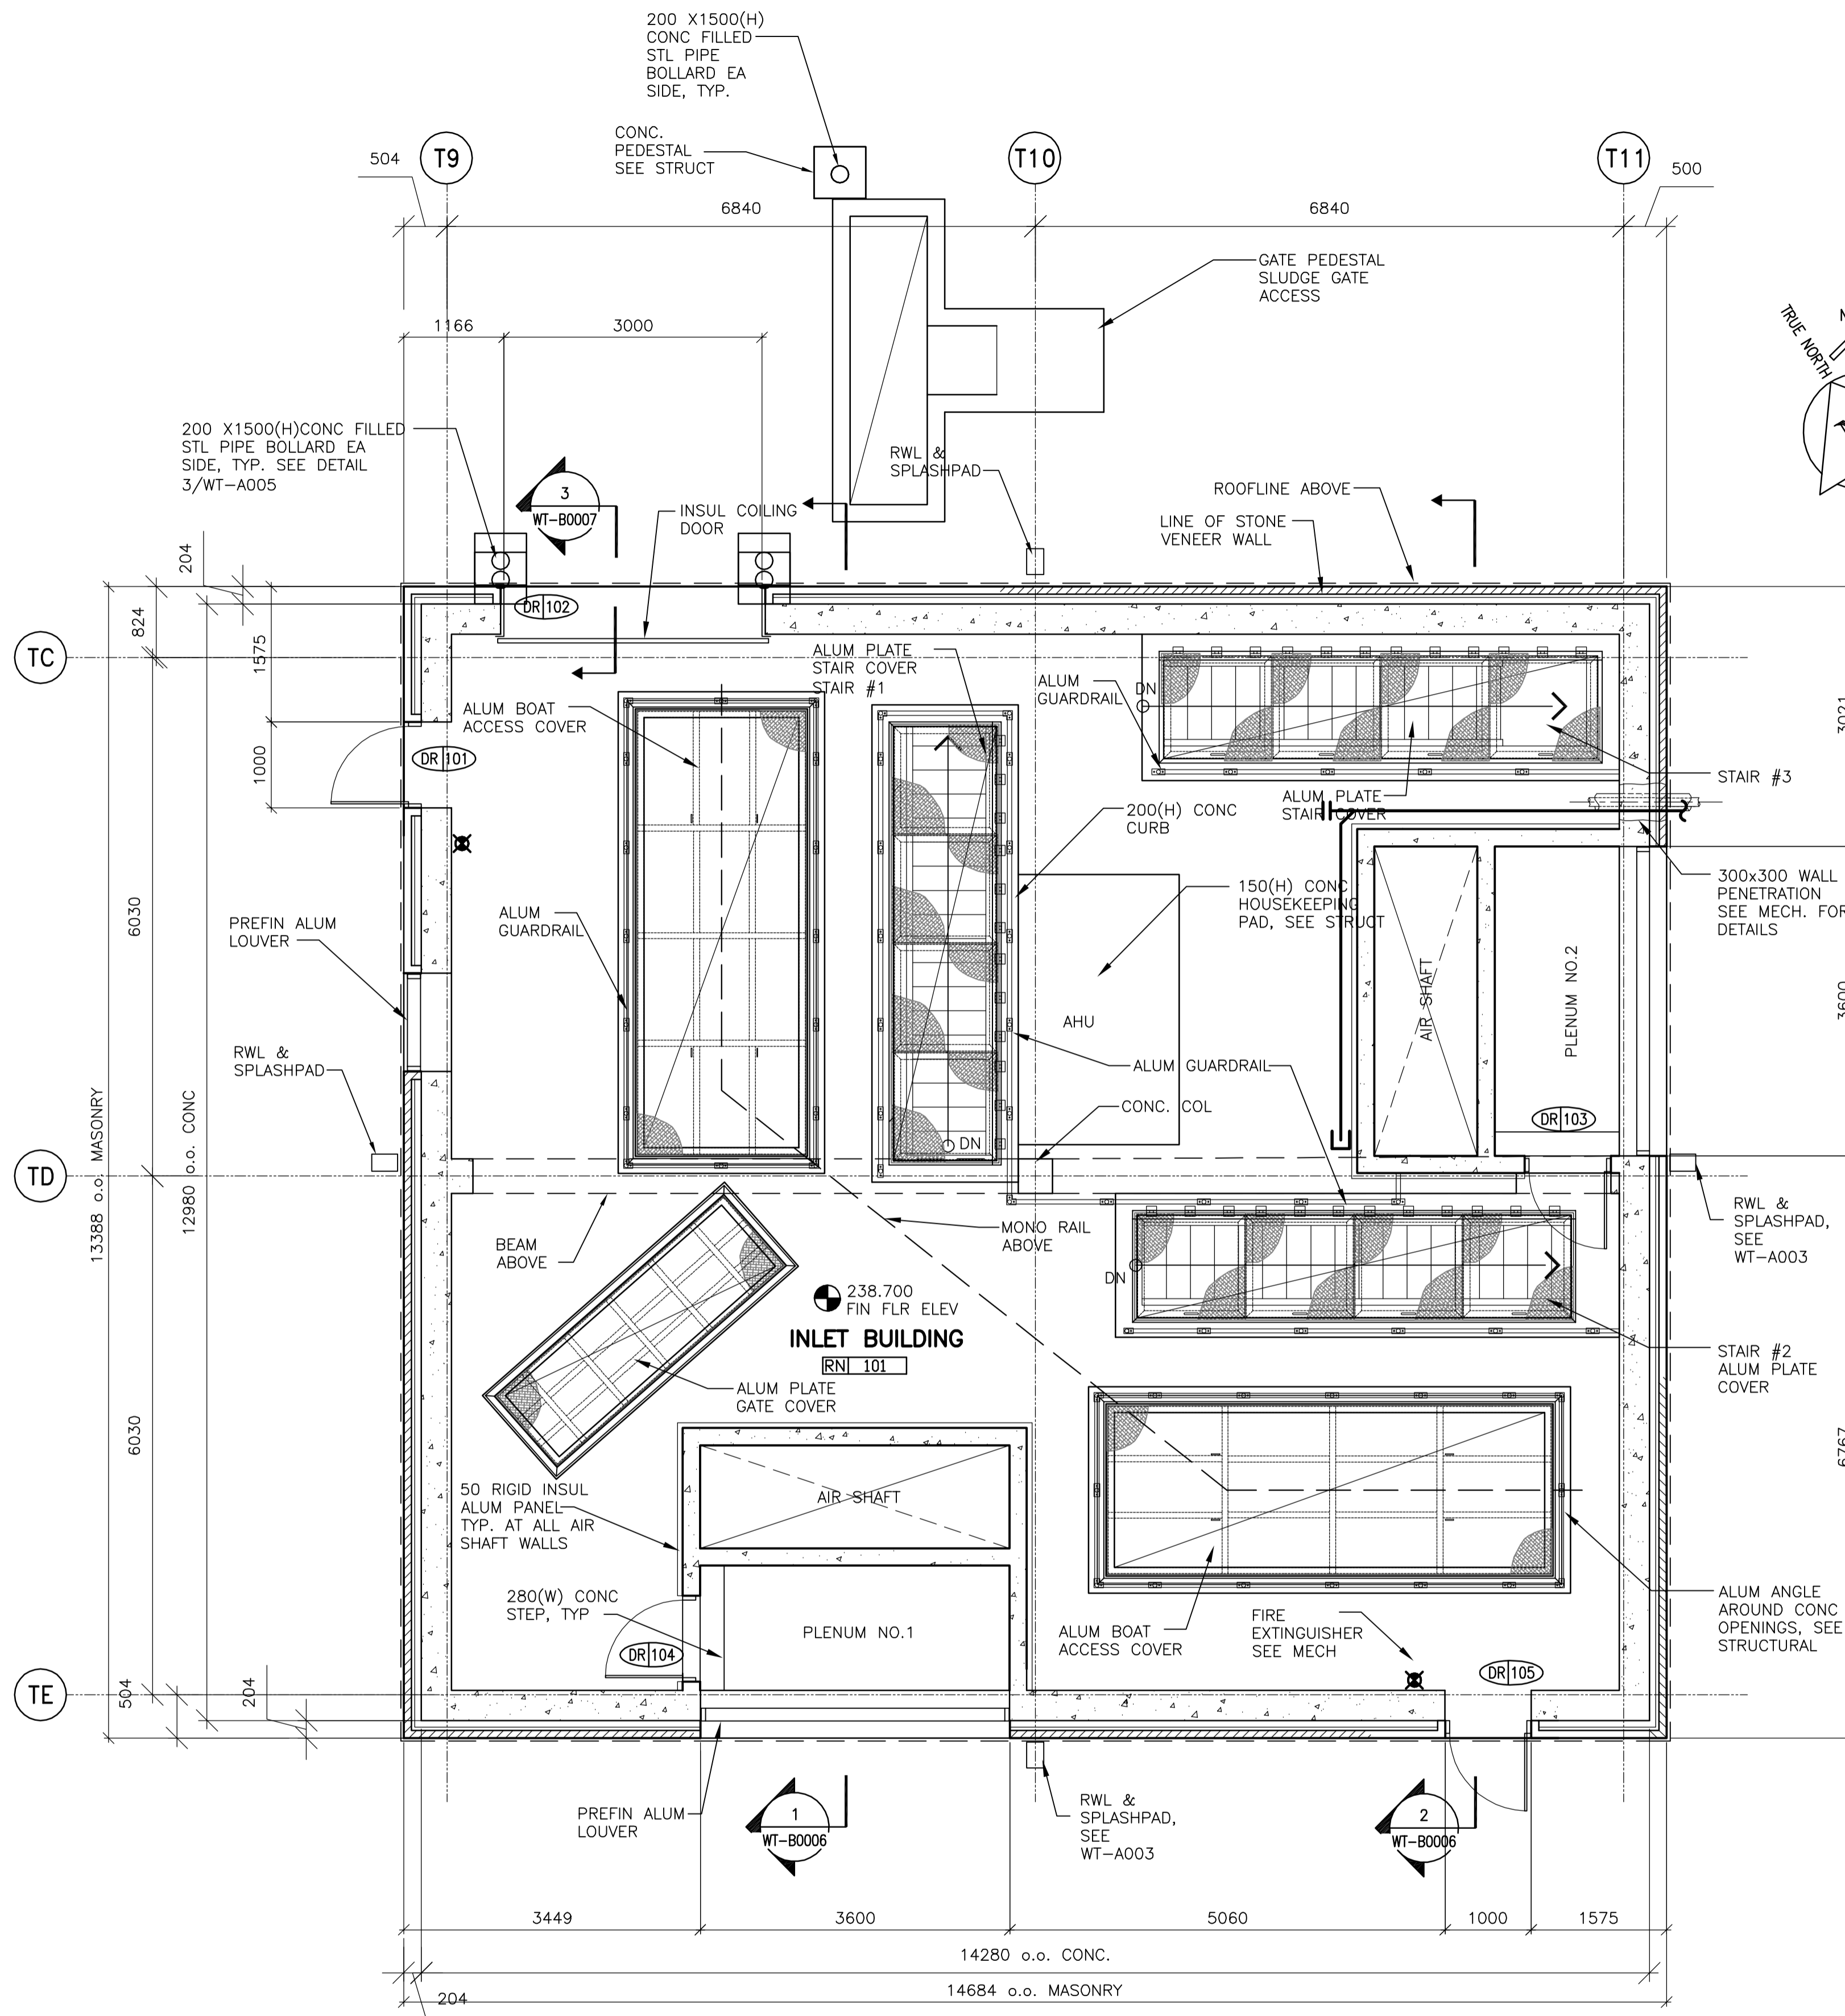 200 X1500(H)
CONC FILLED
STL PIPE
BOLLARD EA
SIDE, TYP.
CONC.
PEDESTAL
SEE STRUCT
504
T9
T10
T11
500
6840
6840
GATE PEDESTAL
SLUDGE GATE
ACCESS
1166
3000
TRUE NORTH
200 X1500(H)CONC FILLED
STL PIPE BOLLARD EA
SIDE, TYP. SEE DETAIL
3/WT-A005
3
WT-B0007
INSUL COILING
DOOR
RWL &
SPLASHPAD
ROOFLINE ABOVE
LINE OF STONE
VENEER WALL
204
824
1575
DR 102
TC
ALUM PLATE
STAIR COVER
STAIR #1
ALUM
GUARDRAIL
DN
ALUM BOAT
ACCESS COVER
DR 101
1000
3021
STAIR #3
ALUM PLATE
STAIR COVER
200(H) CONC
CURB
300x300 WALL
PENETRATION
SEE MECH. FOR
DETAILS
150(H) CONC
HOUSEKEEPING
PAD, SEE STRUCT
6030
PREFIN ALUM
LOUVER
ALUM
GUARDRAIL
AHU
AIR SHAFT
PLENUM NO.2
3600
RWL &
SPLASHPAD
ALUM GUARDRAIL
CONC. COL
DR 103
DN
13388 o.o. MASONRY
12980 o.o. CONC
TD
RWL &
SPLASHPAD,
SEE
WT-A003
BEAM
ABOVE
MONO RAIL
ABOVE
DN
238.700
FIN FLR ELEV
INLET BUILDING
RN 101
STAIR #2
ALUM PLATE
COVER
ALUM PLATE
GATE COVER
6030
6767
50 RIGID INSUL
ALUM PANEL
TYP. AT ALL AIR
SHAFT WALLS
AIR SHAFT
280(W) CONC
STEP, TYP
PLENUM NO.1
DR 104
ALUM BOAT
ACCESS COVER
FIRE
EXTINGUISHER
SEE MECH
ALUM ANGLE
AROUND CONC
OPENINGS, SEE
STRUCTURAL
DR 105
TE
504
204
PREFIN ALUM
LOUVER
1
WT-B0006
RWL &
SPLASHPAD,
SEE
WT-A003
2
WT-B0006
3449
3600
5060
1000
1575
14280 o.o. CONC.
14684 o.o. MASONRY
204